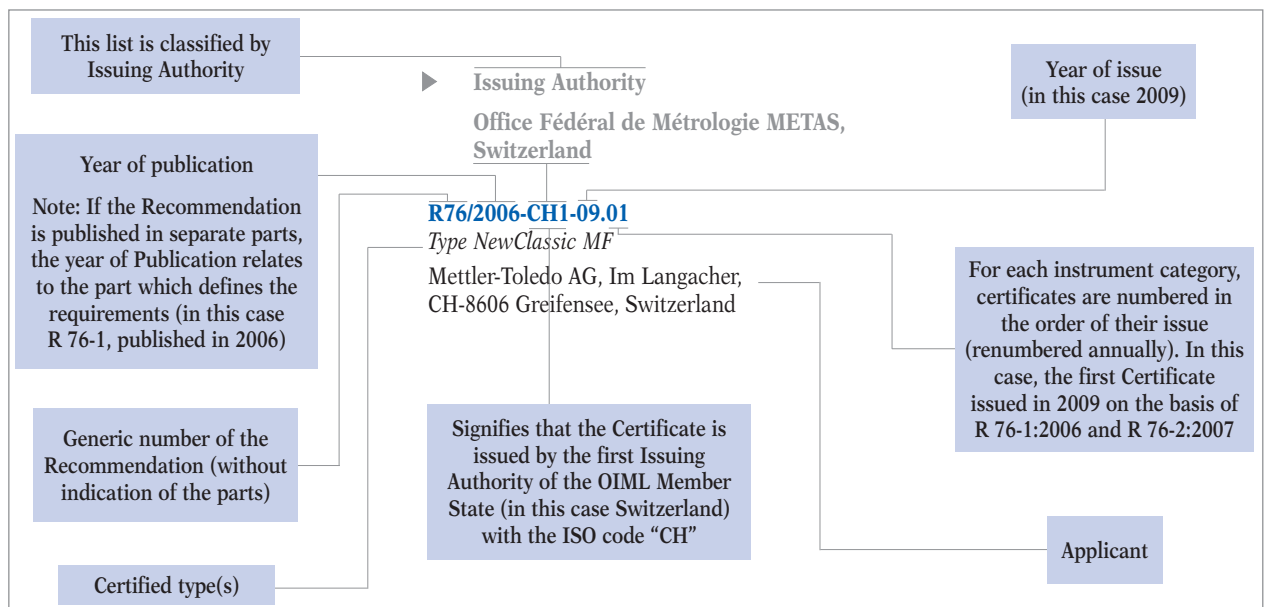 This list is classified by
Issuing Authority
▶ Issuing Authority
Office Fédéral de Métrologie METAS,
Switzerland
Year of issue
(in this case 2009)
Year of publication
Note: If the Recommendation
is published in separate parts,
the year of Publication relates
to the part which defines the
requirements (in this case
R 76-1, published in 2006)
R76/2006-CH1-09.01
Type NewClassic MF
Mettler-Toledo AG, Im Langacher,
CH-8606 Greifensee, Switzerland
For each instrument category,
certificates are numbered in
the order of their issue
(renumbered annually). In this
case, the first Certificate
issued in 2009 on the basis of
R 76-1:2006 and R 76-2:2007
Generic number of the
Recommendation (without
indication of the parts)
Signifies that the Certificate is
issued by the first Issuing
Authority of the OIML Member
State (in this case Switzerland)
with the ISO code “CH”
Applicant
Certified type(s)